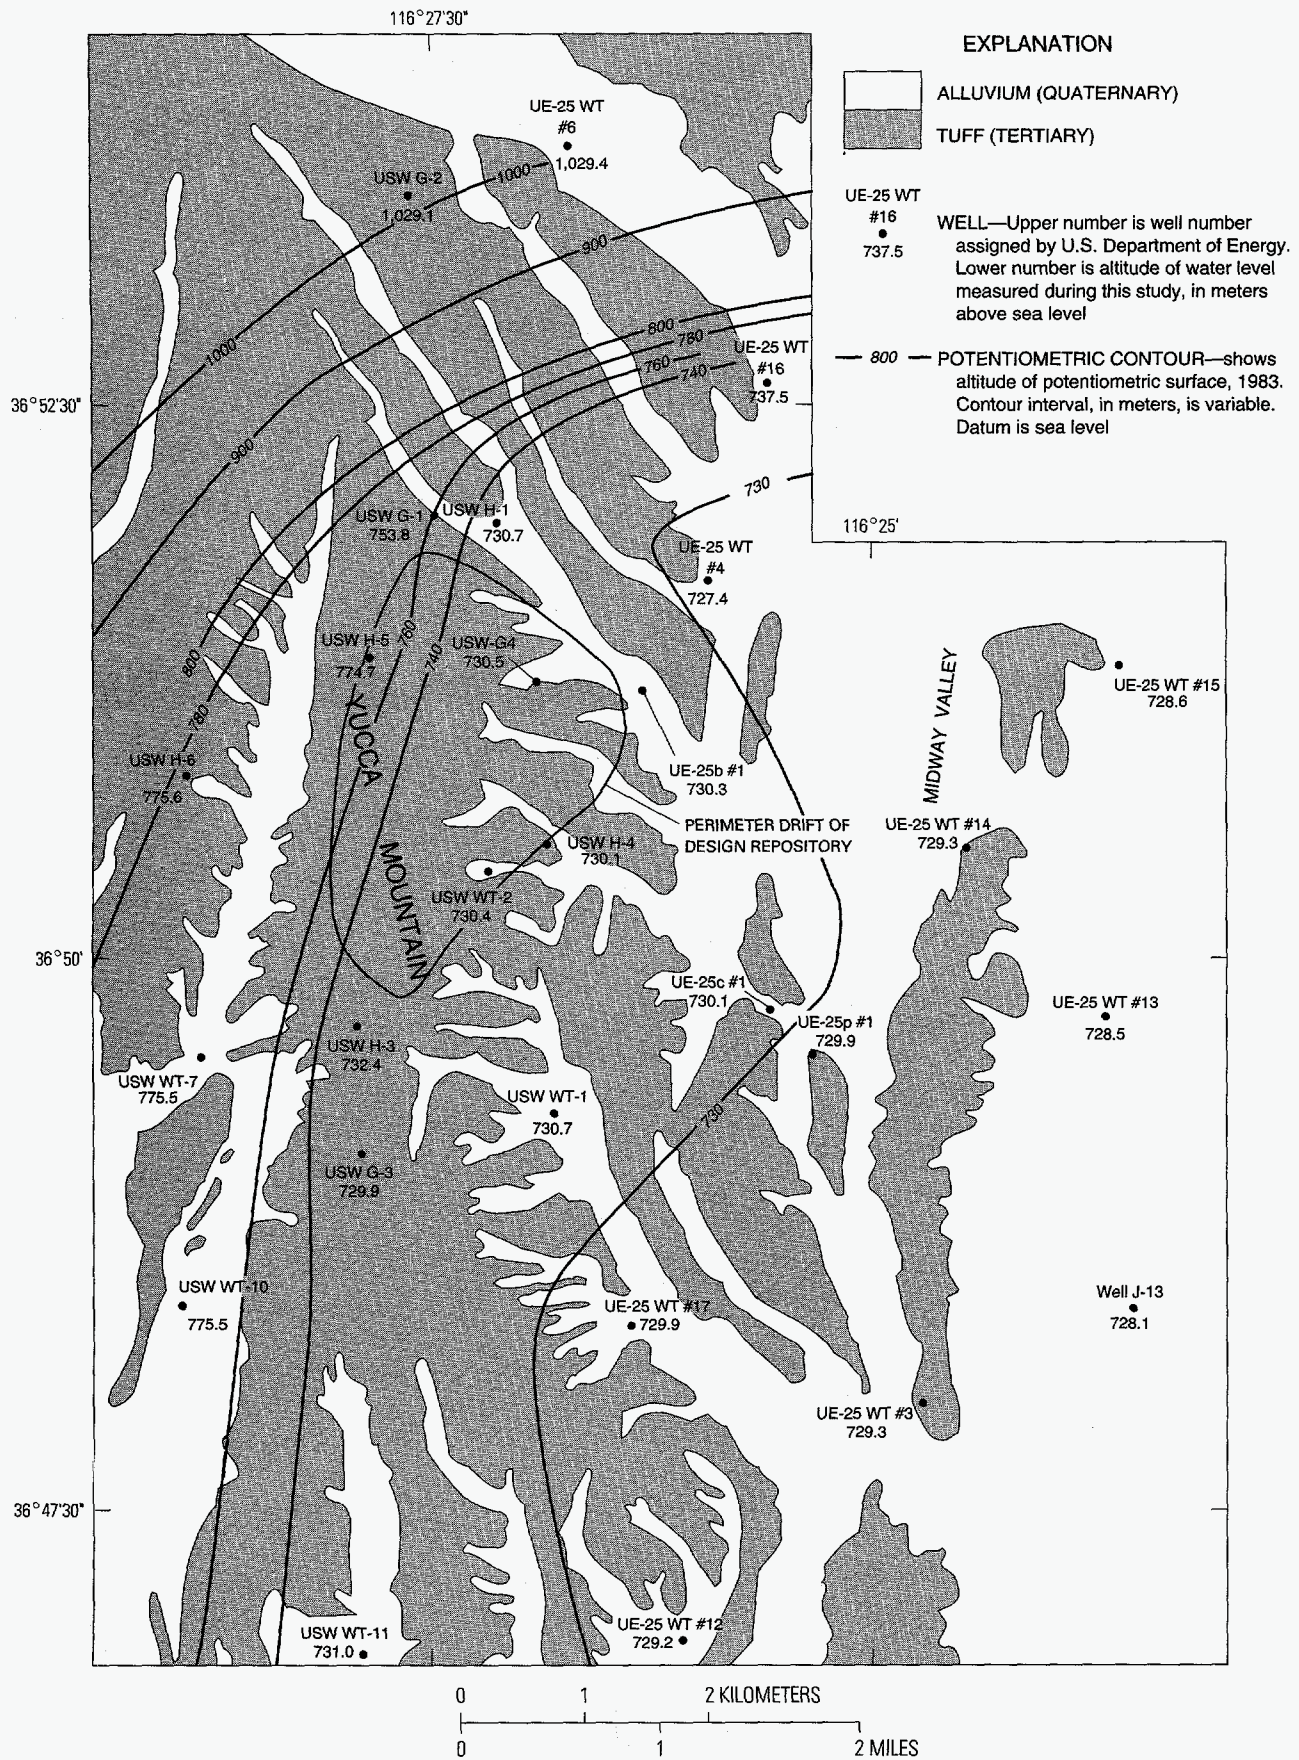 116°27'30"
EXPLANATION
ALLUVIUM (QUATERNARY)
TUFF (TERTIARY)
UE-25 WT
#16
737.5
WELL—Upper number is well number
assigned by U.S. Department of Energy.
Lower number is altitude of water level
measured during this study, in meters
above sea level
800
POTENTIOMETRIC CONTOUR—shows
altitude of potentiometric surface, 1983.
Contour interval, in meters, is variable.
Datum is sea level
UE-25 WT
#6
1,029.4
USW G-2
1,029.1
1000
900
1000
800
780
760
740
UE-25 WT
#16
737.5
36°52'30"
900
730
USW G-1
753.8
USW H-1
730.7
116°25'
UE-25 WT
#4
727.4
USW H-5
774.7
760
740
USW-G4
730.5
800
780
MIDWAY VALLEY
UE-25 WT #15
728.6
YUCCA
MOUNTAIN
USW H-6
775.6
UE-25b #1
730.3
PERIMETER DRIFT OF
DESIGN REPOSITORY
UE-25 WT #14
729.3
USW H-4
730.1
USW WT-2
730.4
36°50'
UE-25c #1
730.1
UE-25p #1
729.9
UE-25 WT #13
728.5
USW H-3
732.4
USW WT-7
775.5
USW WT-1
730.7
730
USW G-3
729.9
USW WT-10
775.5
UE-25 WT #17
729.9
Well J-13
728.1
UE-25 WT #3
729.3
36°47'30"
USW WT-11
731.0
UE-25 WT #12
729.2
0 1 2 KILOMETERS
0 1 2 MILES